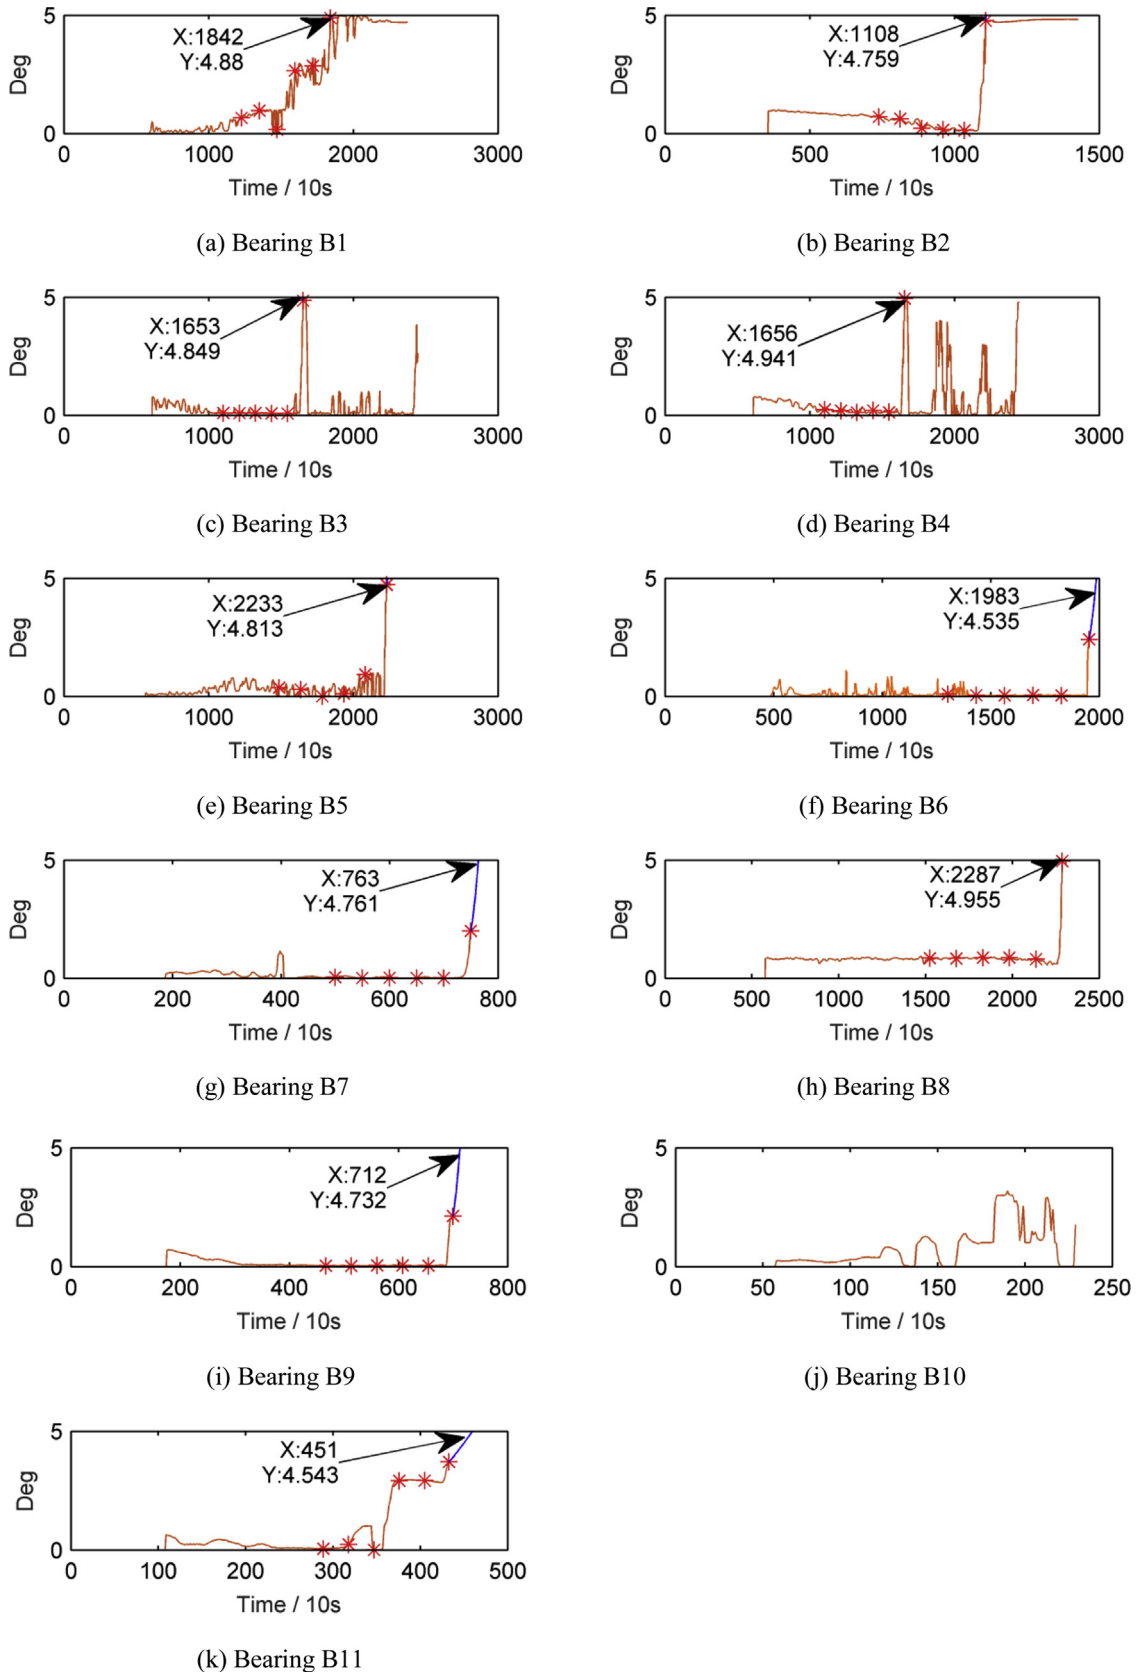 5
Deg
0
X:1842
Y:4.88
0 1000 2000 3000
Time / 10s
(a) Bearing B1
5
Deg
0
X:1108
Y:4.759
0 500 1000 1500
Time / 10s
(b) Bearing B2
5
Deg
0
X:1653
Y:4.849
0 1000 2000 3000
Time / 10s
(c) Bearing B3
5
Deg
0
X:1656
Y:4.941
0 1000 2000 3000
Time / 10s
(d) Bearing B4
5
Deg
0
X:2233
Y:4.813
0 1000 2000 3000
Time / 10s
(e) Bearing B5
5
Deg
0
X:1983
Y:4.535
0 500 1000 1500 2000
Time / 10s
(f) Bearing B6
5
Deg
0
X:763
Y:4.761
0 200 400 600 800
Time / 10s
(g) Bearing B7
5
Deg
0
X:2287
Y:4.955
0 500 1000 1500 2000 2500
Time / 10s
(h) Bearing B8
5
Deg
0
X:712
Y:4.732
0 200 400 600 800
Time / 10s
(i) Bearing B9
5
Deg
0
0 50 100 150 200 250
Time / 10s
(j) Bearing B10
5
Deg
0
X:451
Y:4.543
0 100 200 300 400 500
Time / 10s
(k) Bearing B11